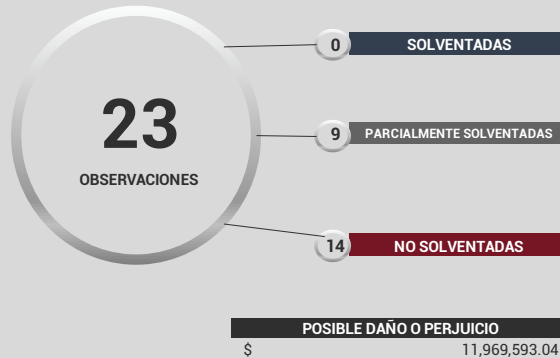 23
OBSERVACIONES
0 SOLVENTADAS
9 PARCIALMENTE SOLVENTADAS
14 NO SOLVENTADAS
POSIBLE DAÑO O PERJUICIO
$ 11,969,593.04